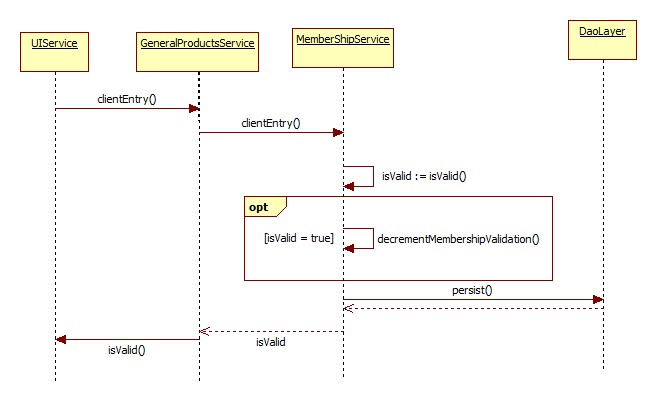 UIService
GeneralProductsService
MemberShipService
DaoLayer
clientEntry()
clientEntry()
isValid := isValid()
opt
[isValid = true]
decrementMembershipValidation()
persist()
isValid
isValid()